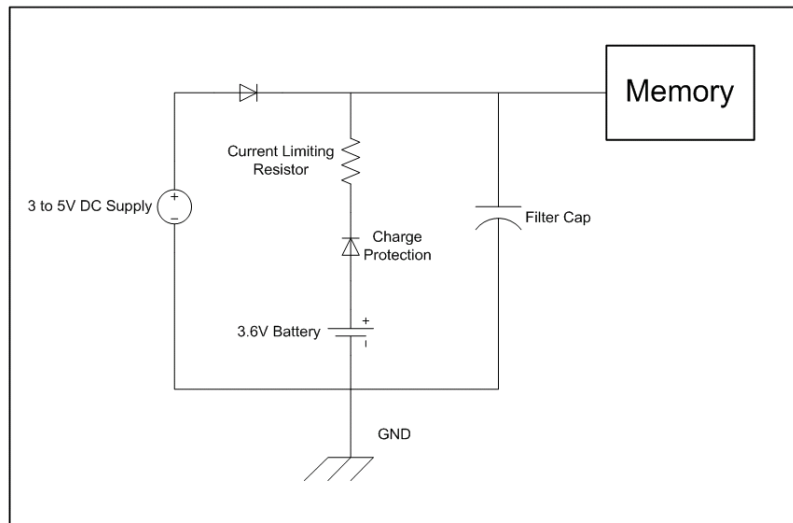 Memory
Current Limiting
Resistor
3 to 5V DC Supply
+
−
Filter Cap
Charge
Protection
3.6V Battery
+
−
GND